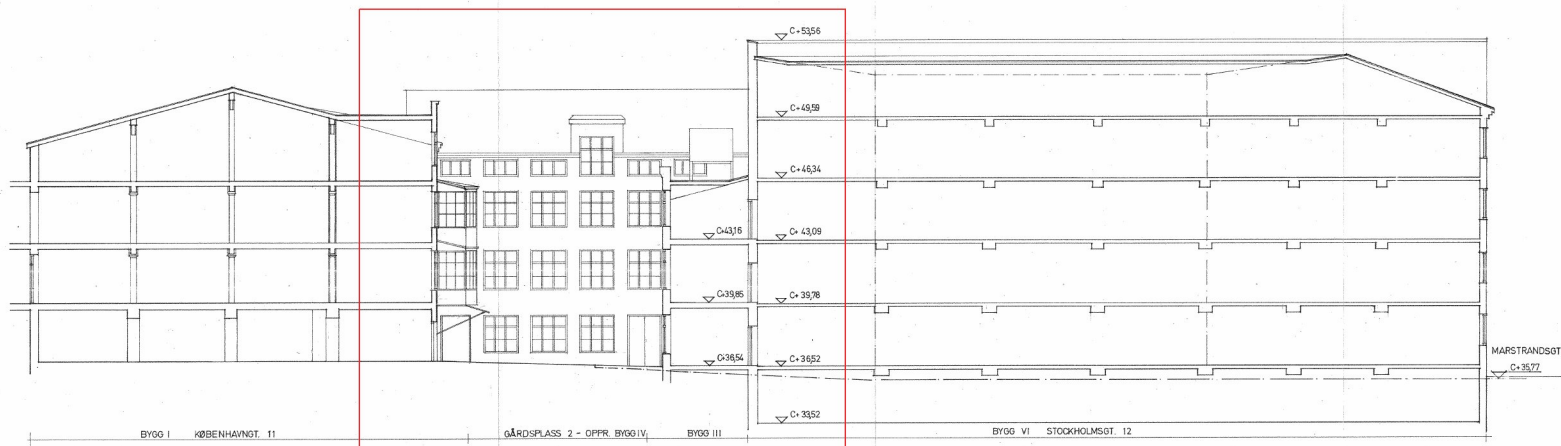 C+53,56
C+49,59
C+46,34
C+43,16
C+ 43,09
C+39,85
C+ 39,78
C+36,54
C+ 36,52
MARSTRANDSGT
C+35,77
C+33,52
BYGG I KØBENHAVNGT. 11
GÅRDSPLASS 2 - OPPR. BYGG IV
BYGG III
BYGG VI STOCKHOLMSGT. 12